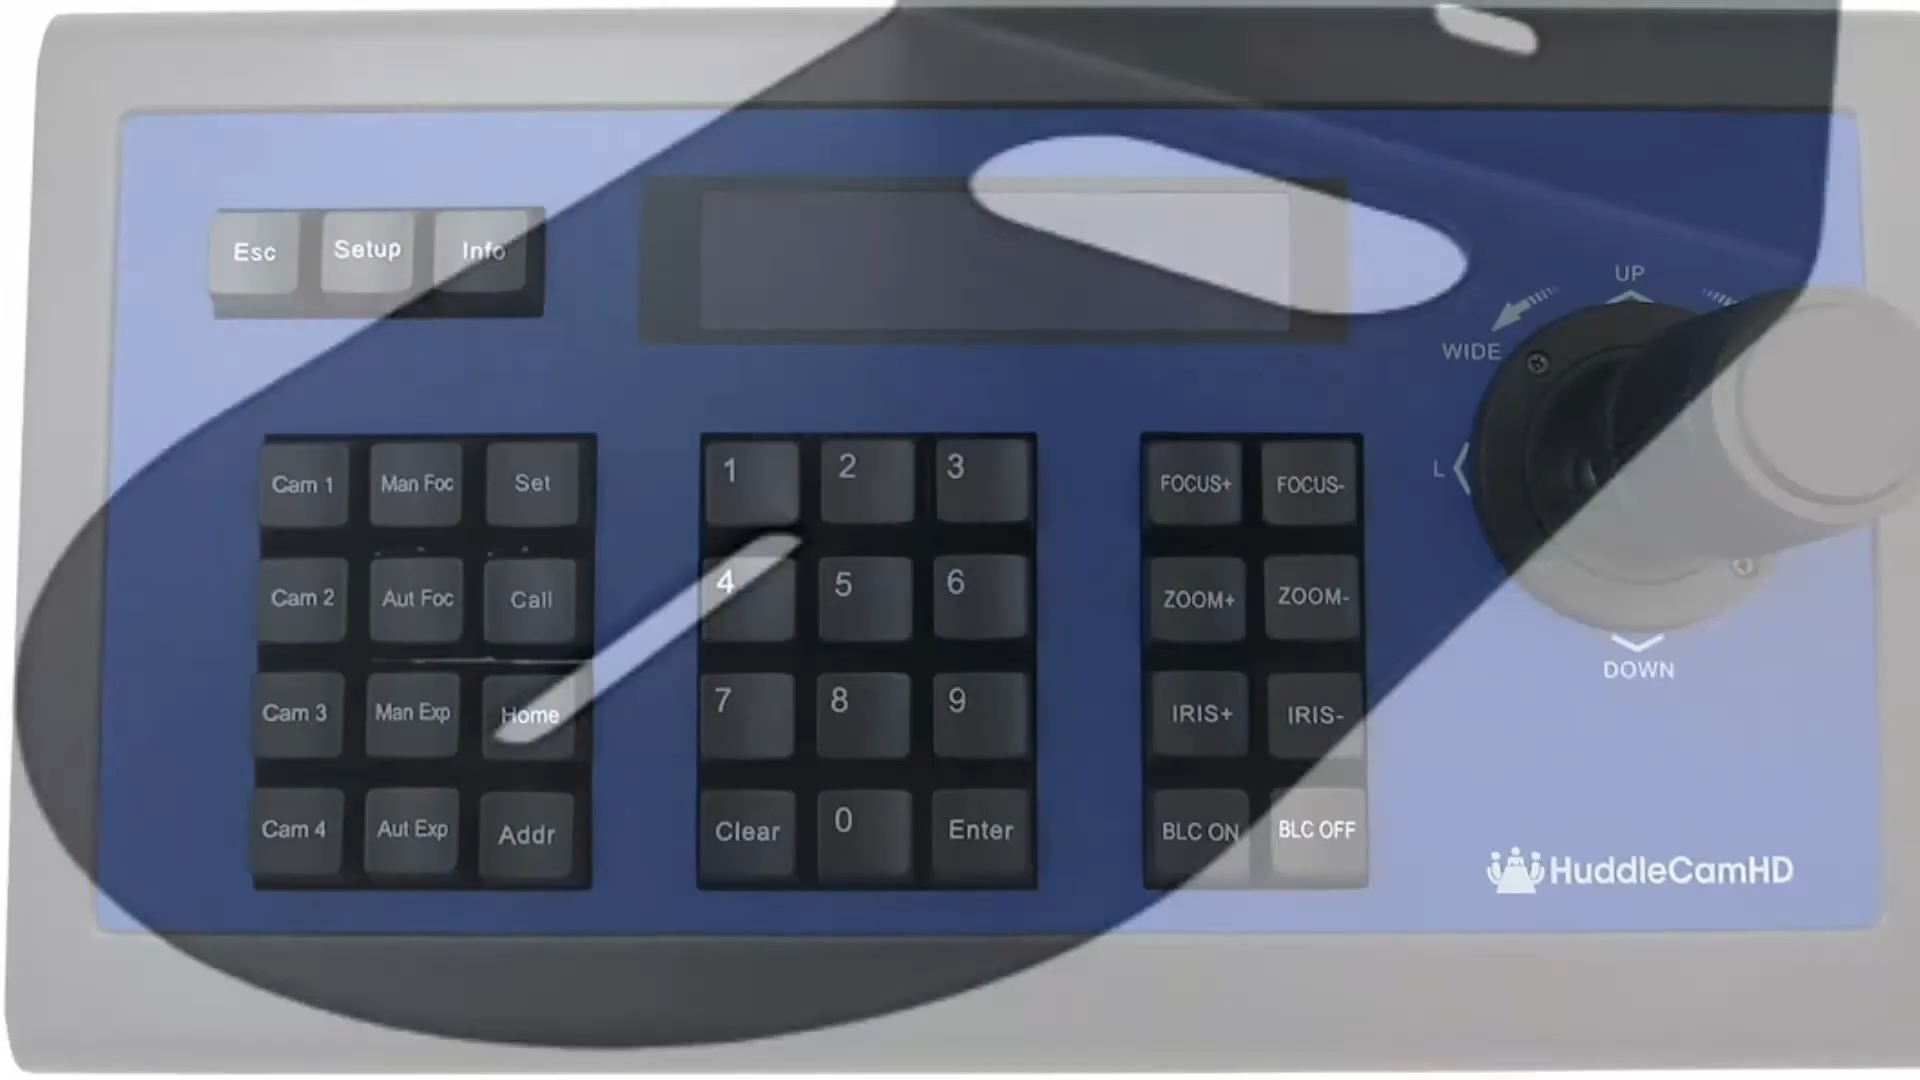 Esc Setup Info
UP
WIDE
L
DOWN
Cam 1 Man Foc Set
Cam 2 Aut Foc Call
Cam 3 Man Exp Home
Cam 4 Aut Exp Addr
1 2 3
4 5 6
7 8 9
Clear 0 Enter
FOCUS+ FOCUS-
ZOOM+ ZOOM-
IRIS+ IRIS-
BLC ON BLC OFF
HuddleCamHD